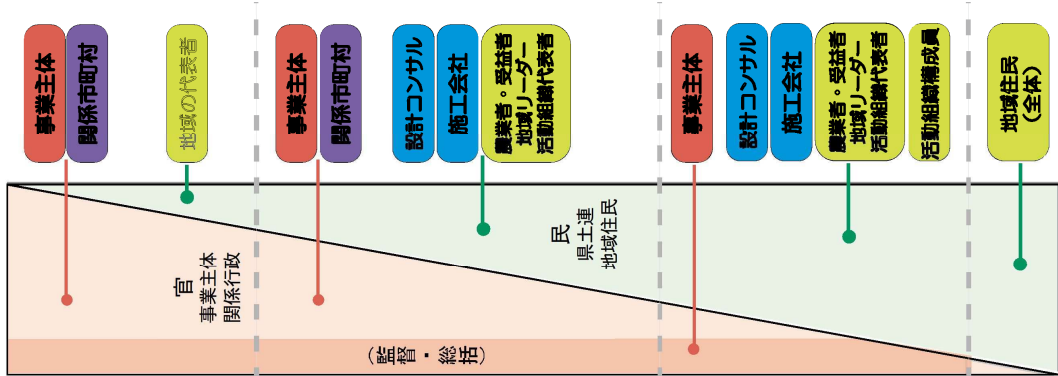 事業主体
関係市町村
地域の代表者
事業主体
関係市町村
設計コンサル
施工会社
農業者・受益者
地域リーダー
活動組織代表者
事業主体
設計コンサル
施工会社
農業者・受益者
地域リーダー
活動組織代表者
活動組織構成員
地域住民
(全体)
官
事業主体
関係行政
民
県土連
地域住民
(監督・総括)